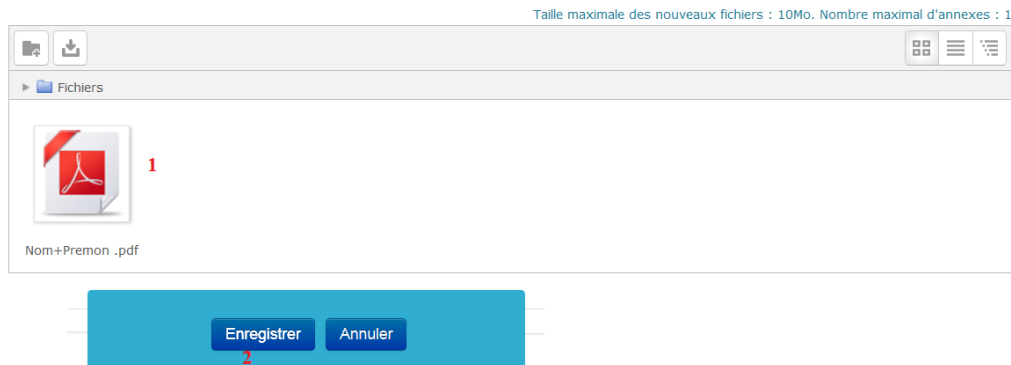 Taille maximale des nouveaux fichiers : 10Mo. Nombre maximal d'annexes : 1
Fichiers
1
Nom+Premon .pdf
Enregistrer Annuler
2